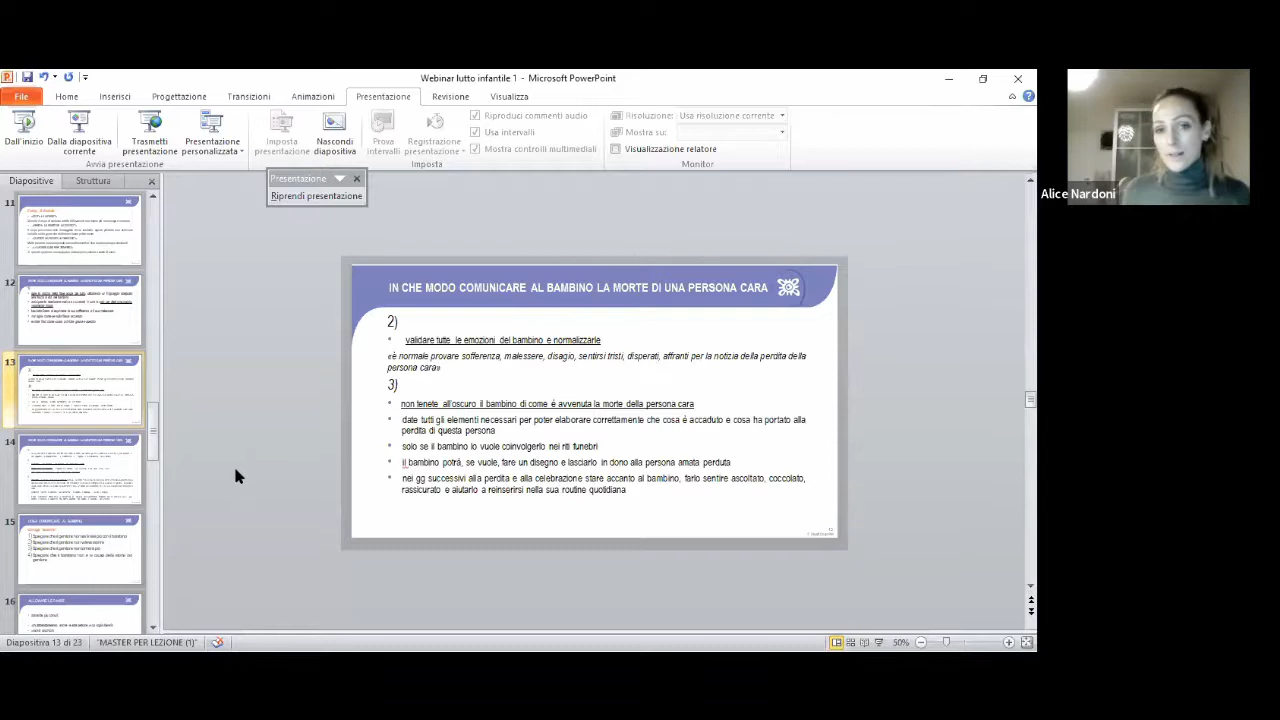 Webinar lutto infantile 1 - Microsoft PowerPoint
File Home Inserisci Progettazione Transizioni Animazioni Presentazione Revisione Visualizza
Dall'inizio
Dalla diapositiva corrente
Trasmetti presentazione
Presentazione personalizzata
Avvia presentazione
Imposta presentazione
Nascondi diapositiva
Prova intervalli
Registrazione presentazione
Riproduci commenti audio
Usa intervalli
Mostra controlli multimediali
Imposta
Risoluzione: Usa risoluzione corrente
Mostra su:
Visualizzazione relatore
Monitor
Alice Nardoni
Presentazione
Riprendi presentazione
Diapositive Struttura
11
12
13
14
15
16
IN CHE MODO COMUNICARE AL BAMBINO LA MORTE DI UNA PERSONA CARA
2)
validare tutte le emozioni del bambino e normalizzarle
«è normale provare sofferenza, malessere, disagio, sentirsi tristi, disperati, affranti per la notizia della perdita della
persona cara»
3)
non tenete all'oscuro il bambino di come è avvenuta la morte della persona cara
date tutti gli elementi necessari per poter elaborare correttamente che cosa è accaduto e cosa ha portato alla
perdita di questa persona
solo se il bambino lo vuole coinvolgerlo nei riti funebri
il bambino potrà, se vuole, fare un disegno e lasciarlo in dono alla persona amata perduta
nei gg successivi alla perdita e alla celebrazione stare accanto al bambino, farlo sentire ascoltato, coccolato,
rassicurato e aiutarlo a reinserirsi nella sua routine quotidiana
Diapositiva 13 di 23 "MASTER PER LEZIONE (1)" 50%